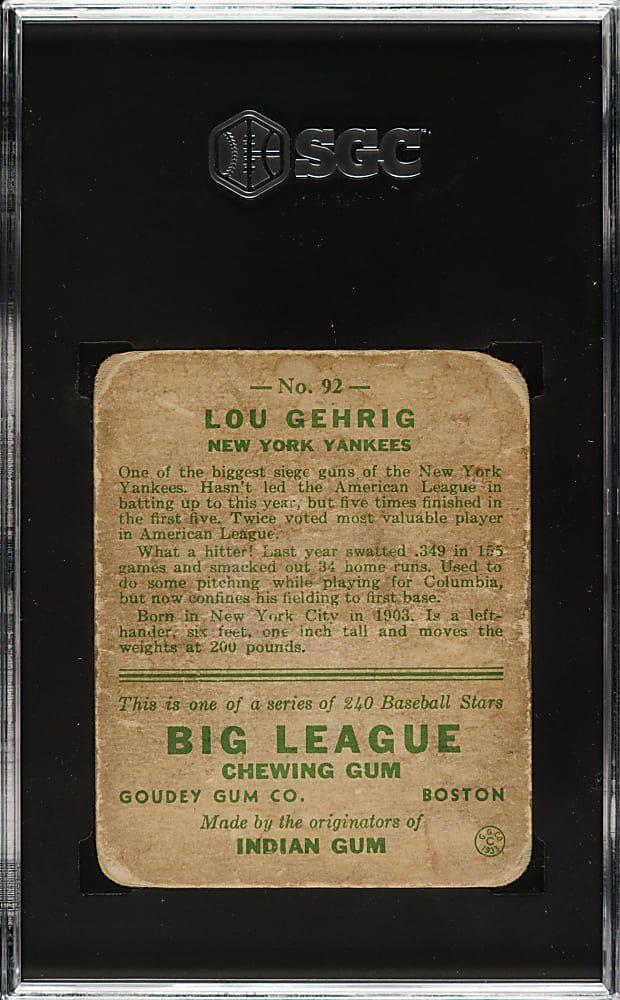 SGC
— No. 92 —
LOU GEHRIG
NEW YORK YANKEES
One of the biggest siege guns of the New York
Yankees. Hasn't led the American League in
batting up to this year, but five times finished in
the first five. Twice voted most valuable player
in American League.
What a hitter! Last year swatted .349 in 155
games and smacked out 34 home runs. Used to
do some pitching while playing for Columbia,
but now confines his fielding to first base.
Born in New York City in 1903. Is a left-
hander, six feet, one inch tall and moves the
weights at 200 pounds.
This is one of a series of 240 Baseball Stars
BIG LEAGUE
CHEWING GUM
GOUDEY GUM CO. BOSTON
Made by the originators of
INDIAN GUM
G. G. CO.
C
1933